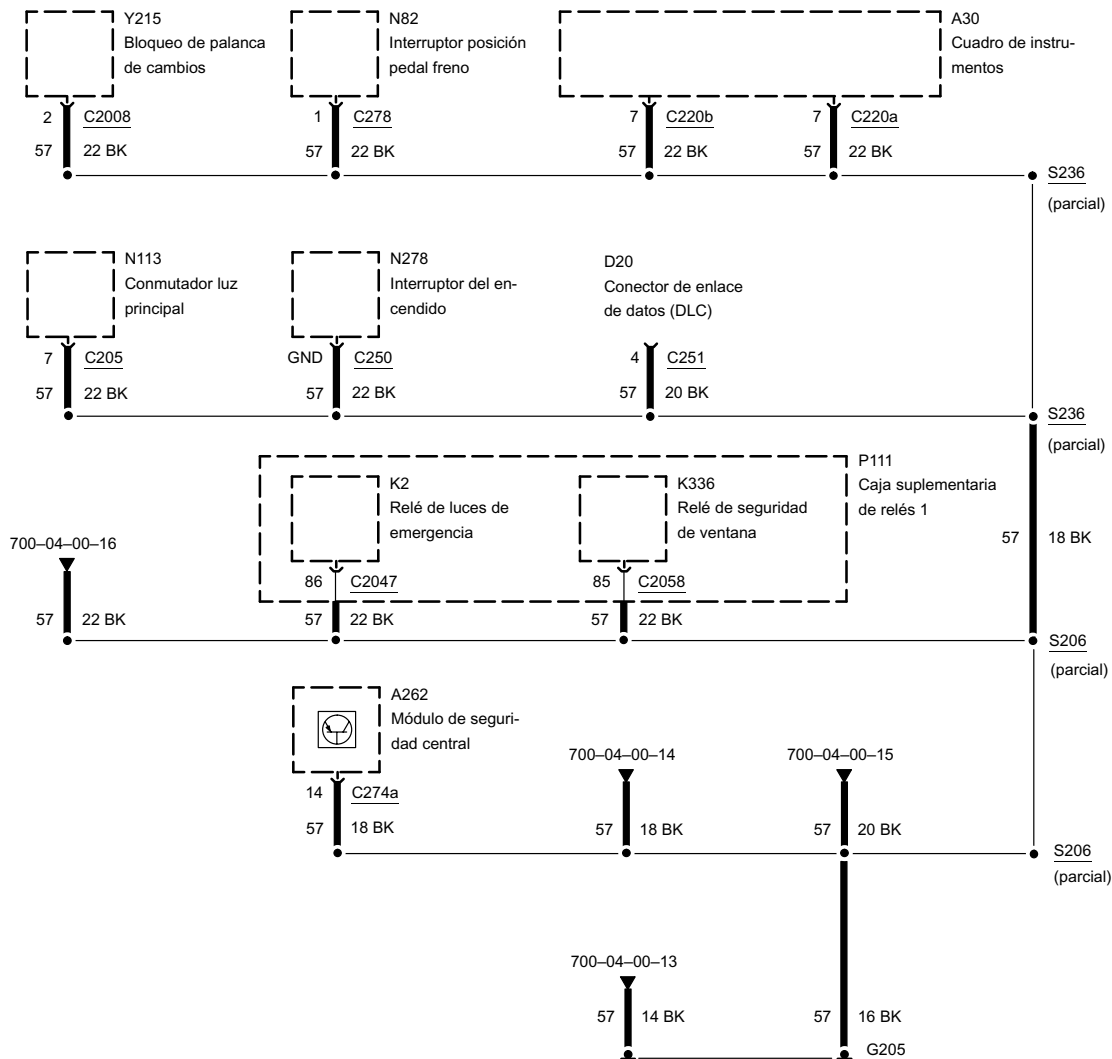 Y215
Bloqueo de palanca
de cambios
N82
Interruptor posición
pedal freno
A30
Cuadro de instru-
mentos
2 C2008
1 C278
7 C220b
7 C220a
57 22 BK
57 22 BK
57 22 BK
57 22 BK
S236
(parcial)
N113
Conmutador luz
principal
N278
Interruptor del en-
cendido
D20
Conector de enlace
de datos (DLC)
7 C205
GND C250
4 C251
57 22 BK
57 22 BK
57 20 BK
S236
(parcial)
P111
Caja suplementaria
de relés 1
K2
Relé de luces de
emergencia
K336
Relé de seguridad
de ventana
57 18 BK
700–04–00–16
86 C2047
85 C2058
57 22 BK
57 22 BK
57 22 BK
S206
(parcial)
A262
Módulo de seguri-
dad central
700–04–00–14
700–04–00–15
14 C274a
57 18 BK
57 18 BK
57 20 BK
S206
(parcial)
700–04–00–13
57 14 BK
57 16 BK
G205